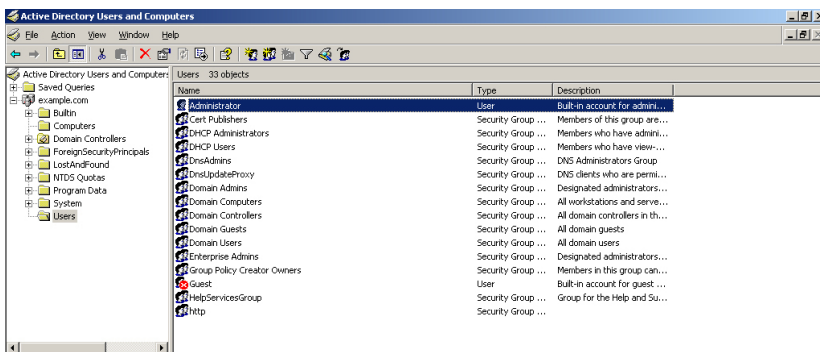 Active Directory Users and Computers
File Action View Window Help
Active Directory Users and Computers
Saved Queries
example.com
Builtin
Computers
Domain Controllers
ForeignSecurityPrincipals
LostAndFound
NTDS Quotas
Program Data
System
Users
Users 33 objects
Name Type Description
Administrator User Built-in account for admini...
Cert Publishers Security Group ... Members of this group are...
DHCP Administrators Security Group ... Members who have admini...
DHCP Users Security Group ... Members who have view-...
DnsAdmins Security Group ... DNS Administrators Group
DnsUpdateProxy Security Group ... DNS clients who are permi...
Domain Admins Security Group ... Designated administrators...
Domain Computers Security Group ... All workstations and serve...
Domain Controllers Security Group ... All domain controllers in th...
Domain Guests Security Group ... All domain guests
Domain Users Security Group ... All domain users
Enterprise Admins Security Group ... Designated administrators...
Group Policy Creator Owners Security Group ... Members in this group can...
Guest User Built-in account for guest ...
HelpServicesGroup Security Group ... Group for the Help and Su...
http Security Group ...